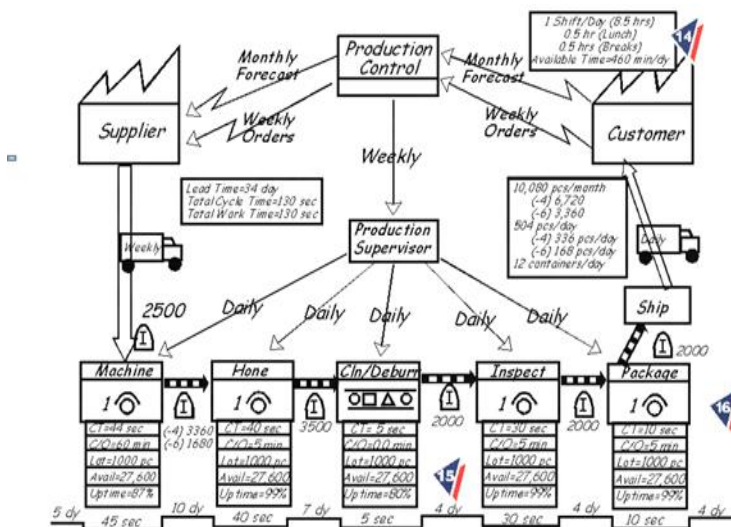 1 Shift/Day (8.5 hrs)
0.5 hr (Lunch)
0.5 hrs (Breaks)
Available Time=460 min/dy
14
Production
Control
Monthly
Forecast
Monthly
Forecast
Weekly
Orders
Weekly
Orders
Supplier
Customer
Weekly
Lead Time=34 day
Total Cycle Time=130 sec
Total Work Time=130 sec
10,080 pcs/month
(-4) 6,720
(-6) 3,360
504 pcs/day
(-4) 336 pcs/day
(-6) 168 pcs/day
12 containers/day
Production
Supervisor
Weekly
Daily
Ship
Daily
Daily
Daily
Daily
Daily
2500
I
I
2000
Machine
Hone
Cln/Deburr
Inspect
Package
1
1
1
1
I
I
I
I
(-4) 3360
(-6) 1680
3500
2000
2000
16
CT=44 sec
C/O=60 min
Lot=1000 pc
Avail=27,600
Uptime=87%
CT=40 sec
C/O=5 min
Lot=1000 pc
Avail=27,600
Uptime=99%
CT= 5 sec
C/O=0.0 min
Lot=1000 pc
Avail=27,600
Uptime=80%
15
CT=30 sec
C/O=5 min
Lot=1000 pc
Avail=27,600
Uptime=99%
CT=10 sec
C/O=5 min
Lot=1000 pc
Avail=27,600
Uptime=99%
5 dy
45 sec
10 dy
40 sec
7 dy
5 sec
4 dy
30 sec
4 dy
10 sec
4 dy